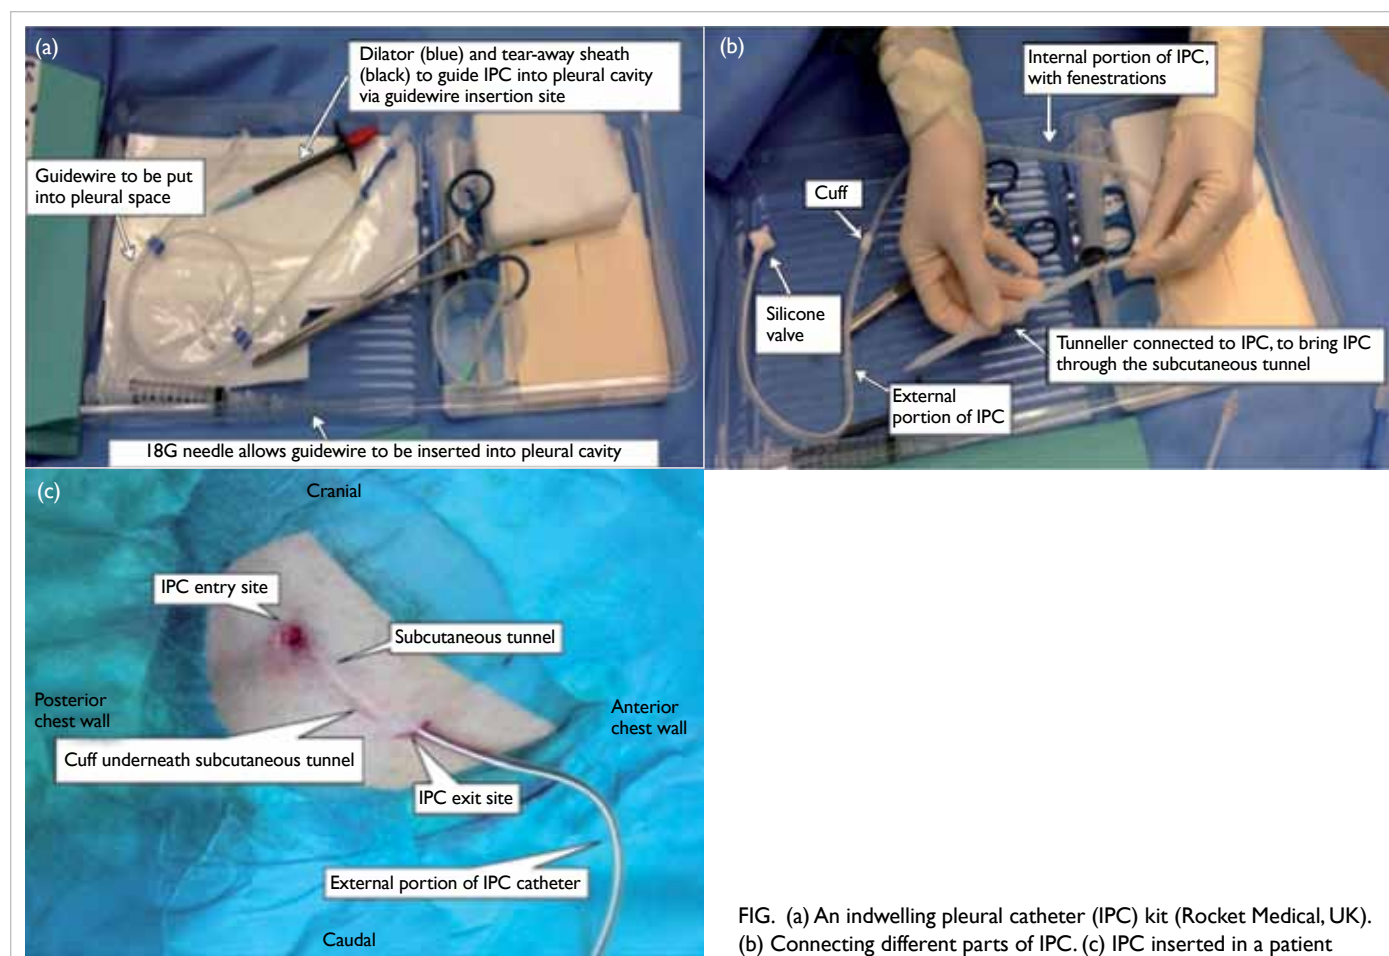 (a)
Dilator (blue) and tear-away sheath
(black) to guide IPC into pleural cavity
via guidewire insertion site
Guidewire to be put
into pleural space
18G needle allows guidewire to be inserted into pleural cavity
(b)
Internal portion of IPC,
with fenestrations
Cuff
Silicone
valve
Tunneller connected to IPC, to bring IPC
through the subcutaneous tunnel
External
portion of IPC
(c)
Cranial
IPC entry site
Subcutaneous tunnel
Posterior
chest wall
Anterior
chest wall
Cuff underneath subcutaneous tunnel
IPC exit site
External portion of IPC catheter
Caudal
FIG. (a) An indwelling pleural catheter (IPC) kit (Rocket Medical, UK).
(b) Connecting different parts of IPC. (c) IPC inserted in a patient